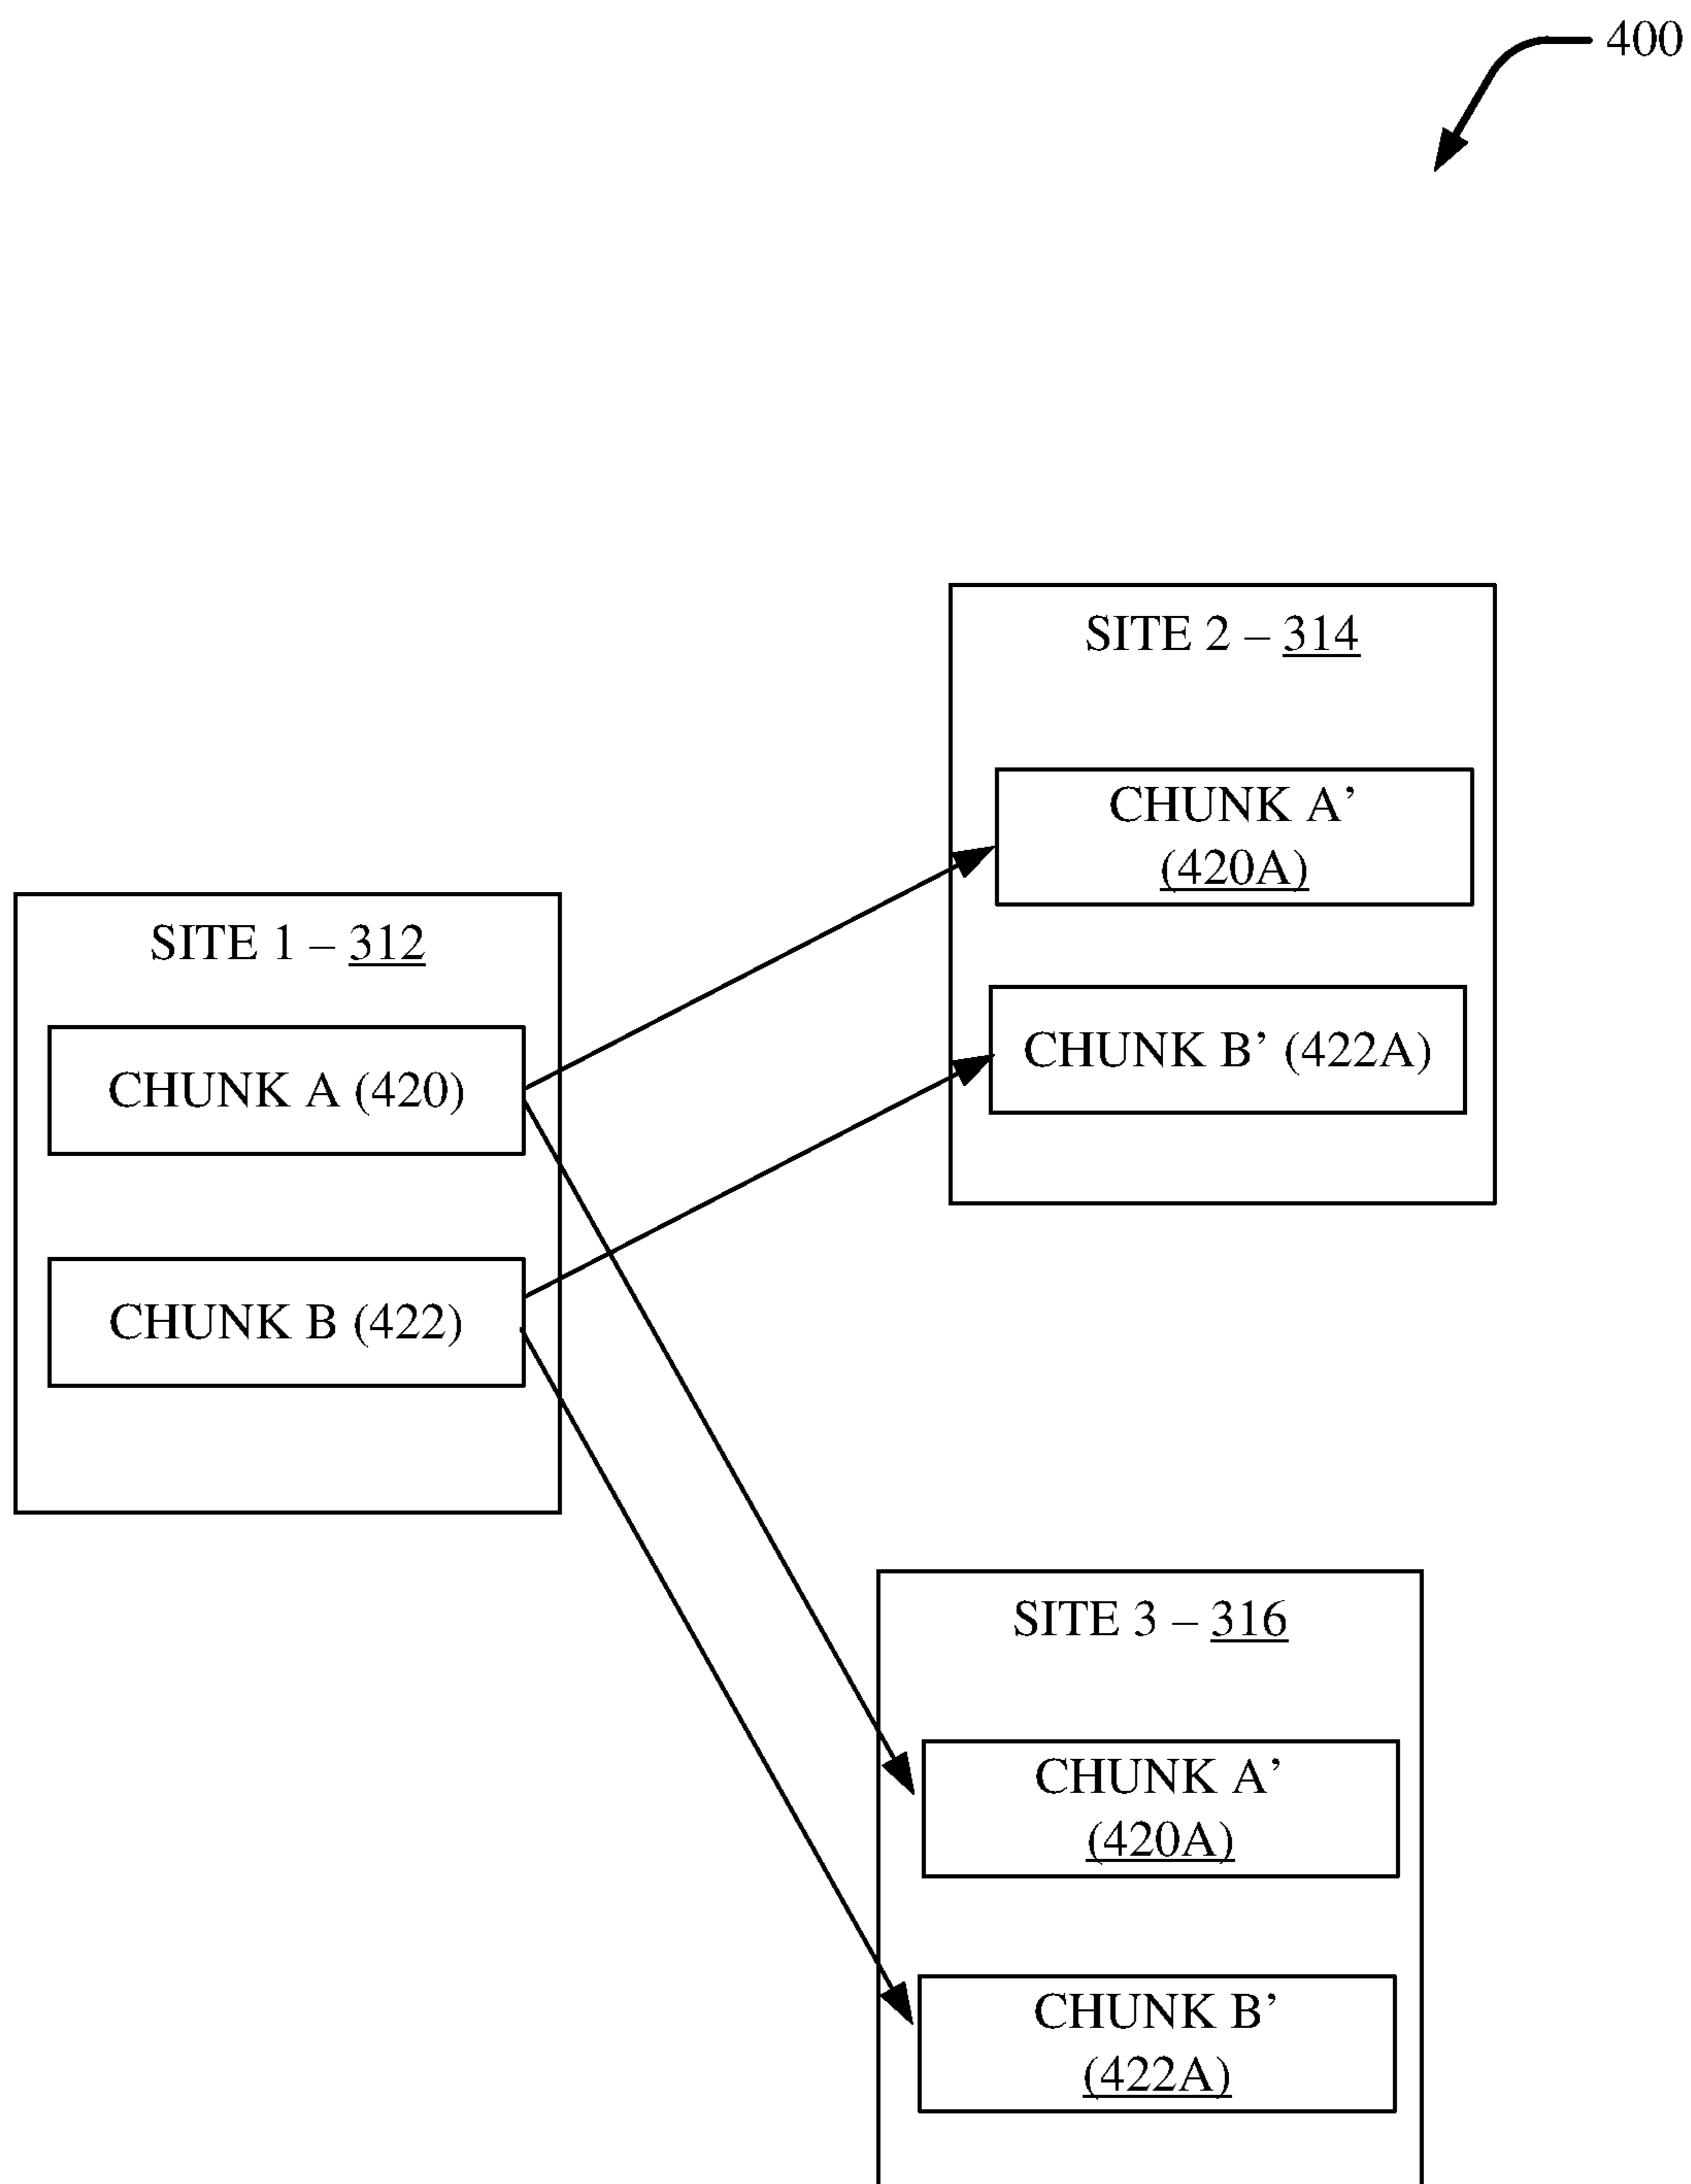 400
SITE 2 – 314
CHUNK A’
(420A)
CHUNK B’ (422A)
SITE 1 – 312
CHUNK A (420)
CHUNK B (422)
SITE 3 – 316
CHUNK A’
(420A)
CHUNK B’
(422A)